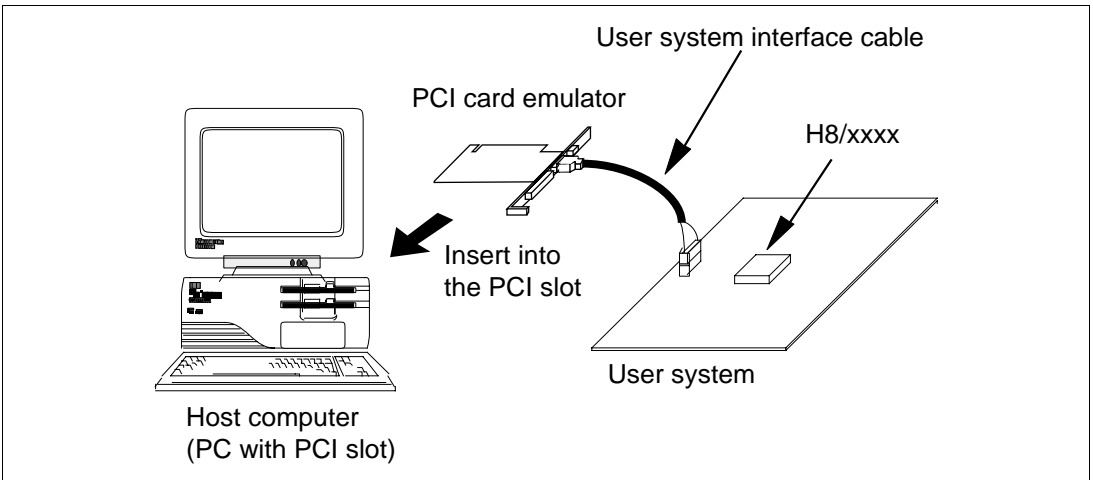 User system interface cable
PCI card emulator
H8/xxxx
Insert into
the PCI slot
User system
Host computer
(PC with PCI slot)